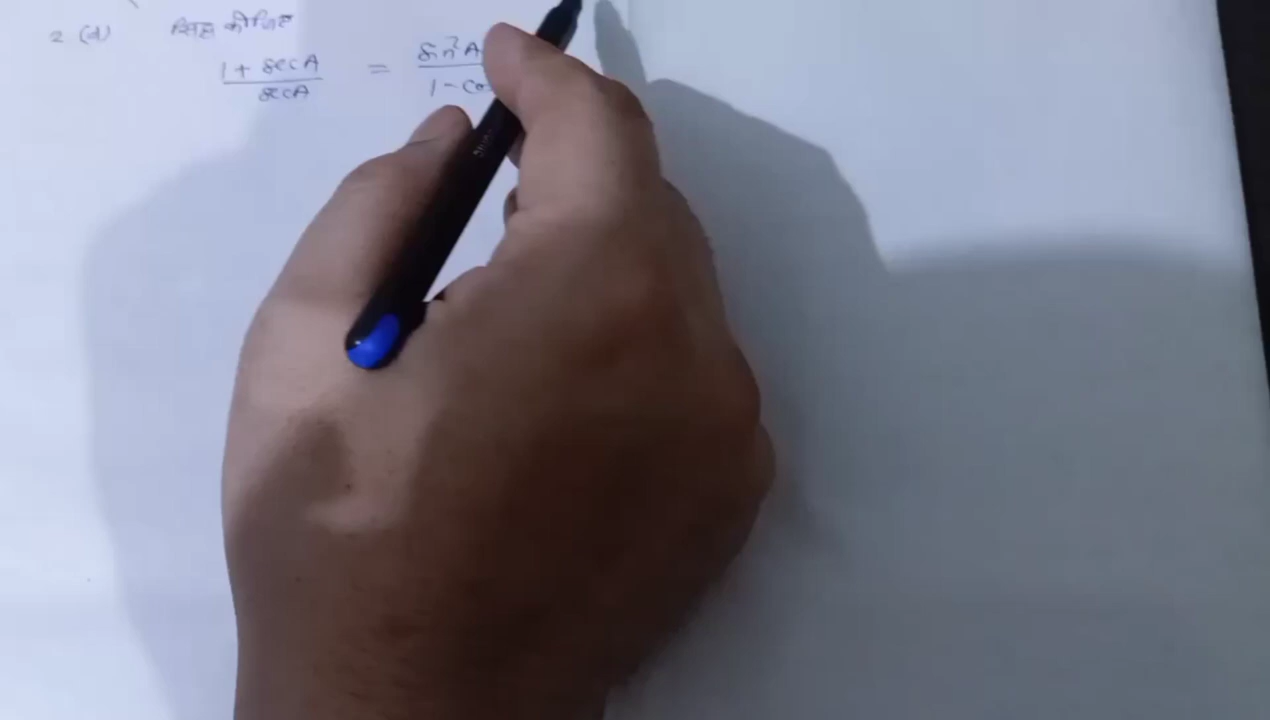 2 (द) सिद्ध कीजिए
1 + secA / secA = sin²A / 1 - co